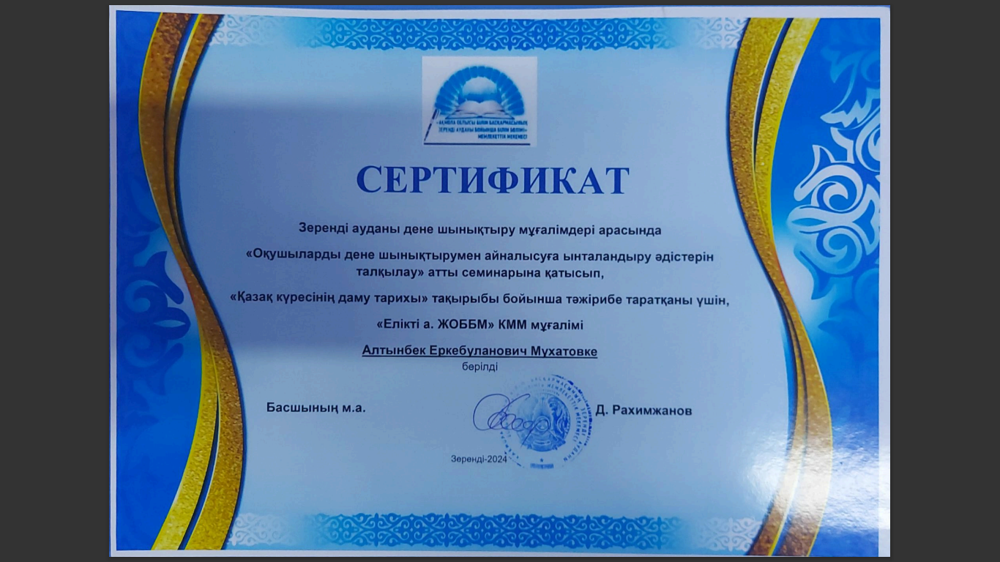 «АҚМОЛА ОБЛЫСЫ БІЛІМ БАСҚАРМАСЫНЫҢ
ЗЕРЕНДІ АУДАНЫ БОЙЫНША БІЛІМ БӨЛІМІ»
МЕМЛЕКЕТТІК МЕКЕМЕСІ
СЕРТИФИКАТ
Зеренді ауданы дене шынықтыру мұғалімдері арасында
«Оқушыларды дене шынықтырумен айналысуға ынталандыру әдістерін
талқылау» атты семинарына қатысып,
«Қазақ күресінің даму тарихы» тақырыбы бойынша тәжірибе таратқаны үшін,
«Елікті а. ЖОББМ» КММ мұғалімі
Алтынбек Еркебуланович Мухатовке
берілді
Басшының м.а.
Д. Рахимжанов
Зеренді-2024